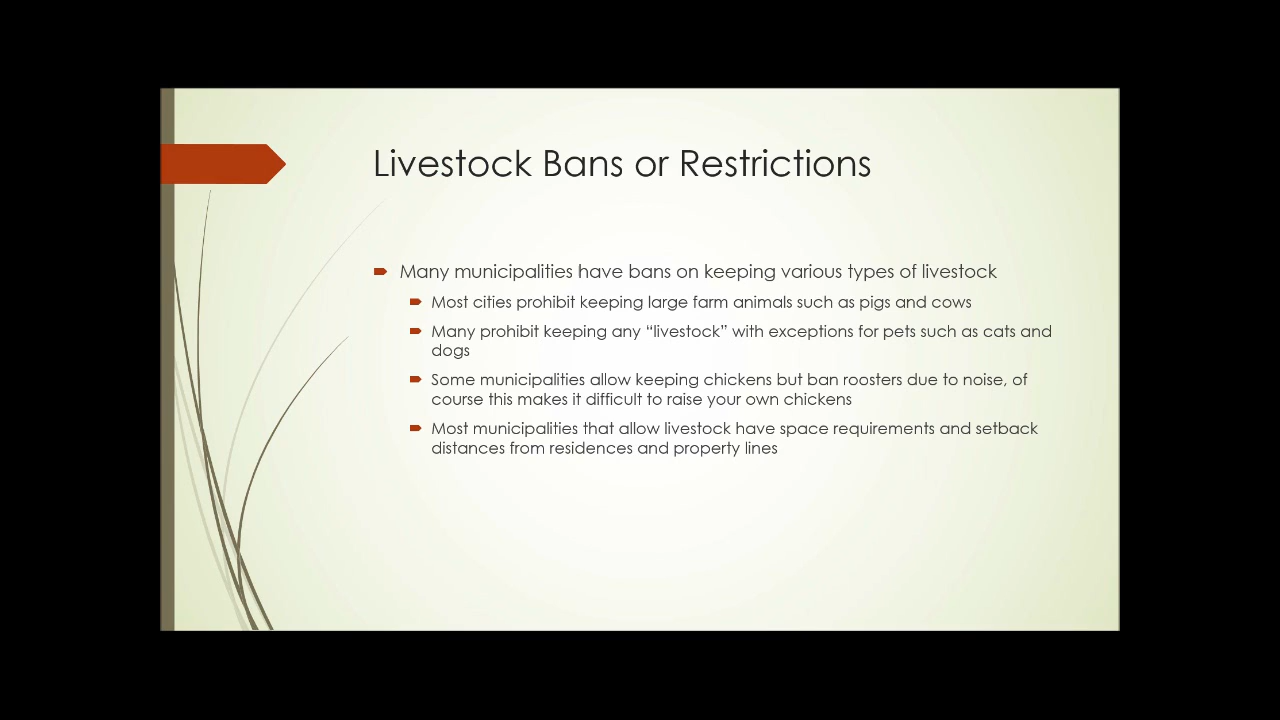 Livestock Bans or Restrictions
Many municipalities have bans on keeping various types of livestock
Most cities prohibit keeping large farm animals such as pigs and cows
Many prohibit keeping any “livestock” with exceptions for pets such as cats and
dogs
Some municipalities allow keeping chickens but ban roosters due to noise, of
course this makes it difficult to raise your own chickens
Most municipalities that allow livestock have space requirements and setback
distances from residences and property lines